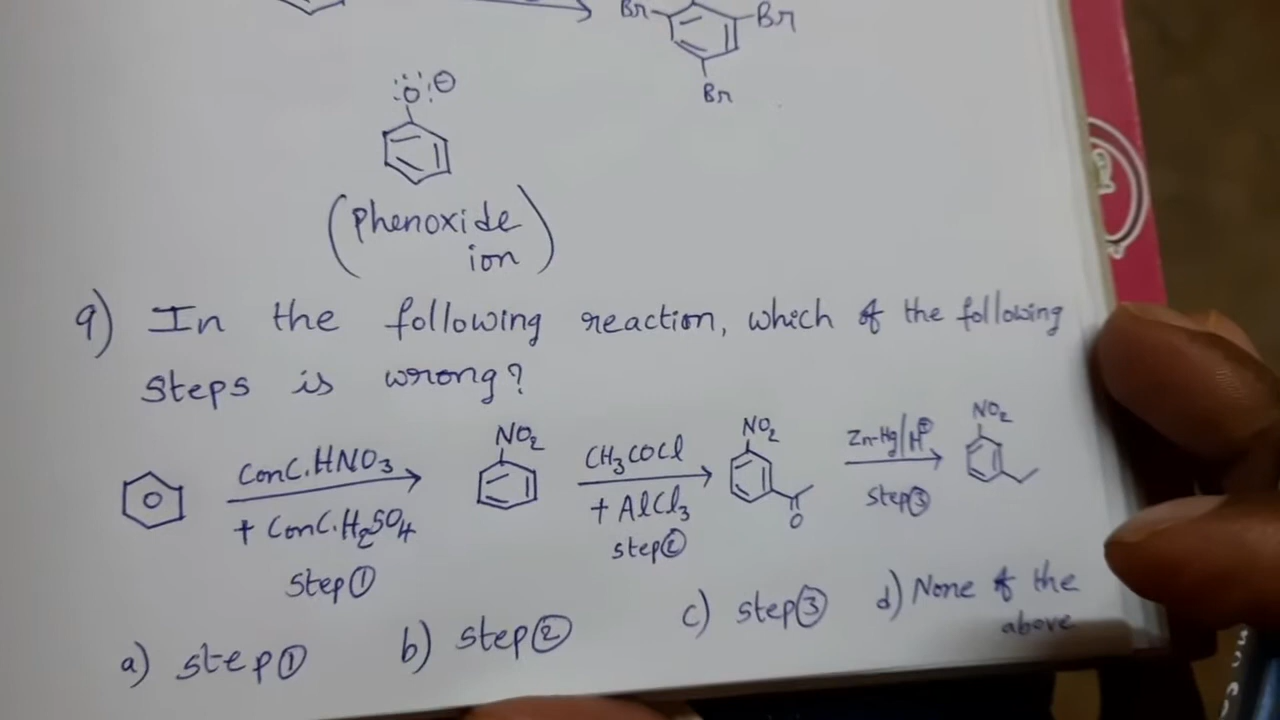 Br
Br
Br
:Ö: ⊖
(Phenoxide
ion)
9) In the following reaction, which of the following
steps is wrong?
ConC.HNO3
+ ConC.H2SO4
Step①
NO2
CH3COCl
+ AlCl3
step②
NO2
O
Zn-Hg/H⊕
step③
NO2
a) step① b) step② c) step③ d) None of the
above